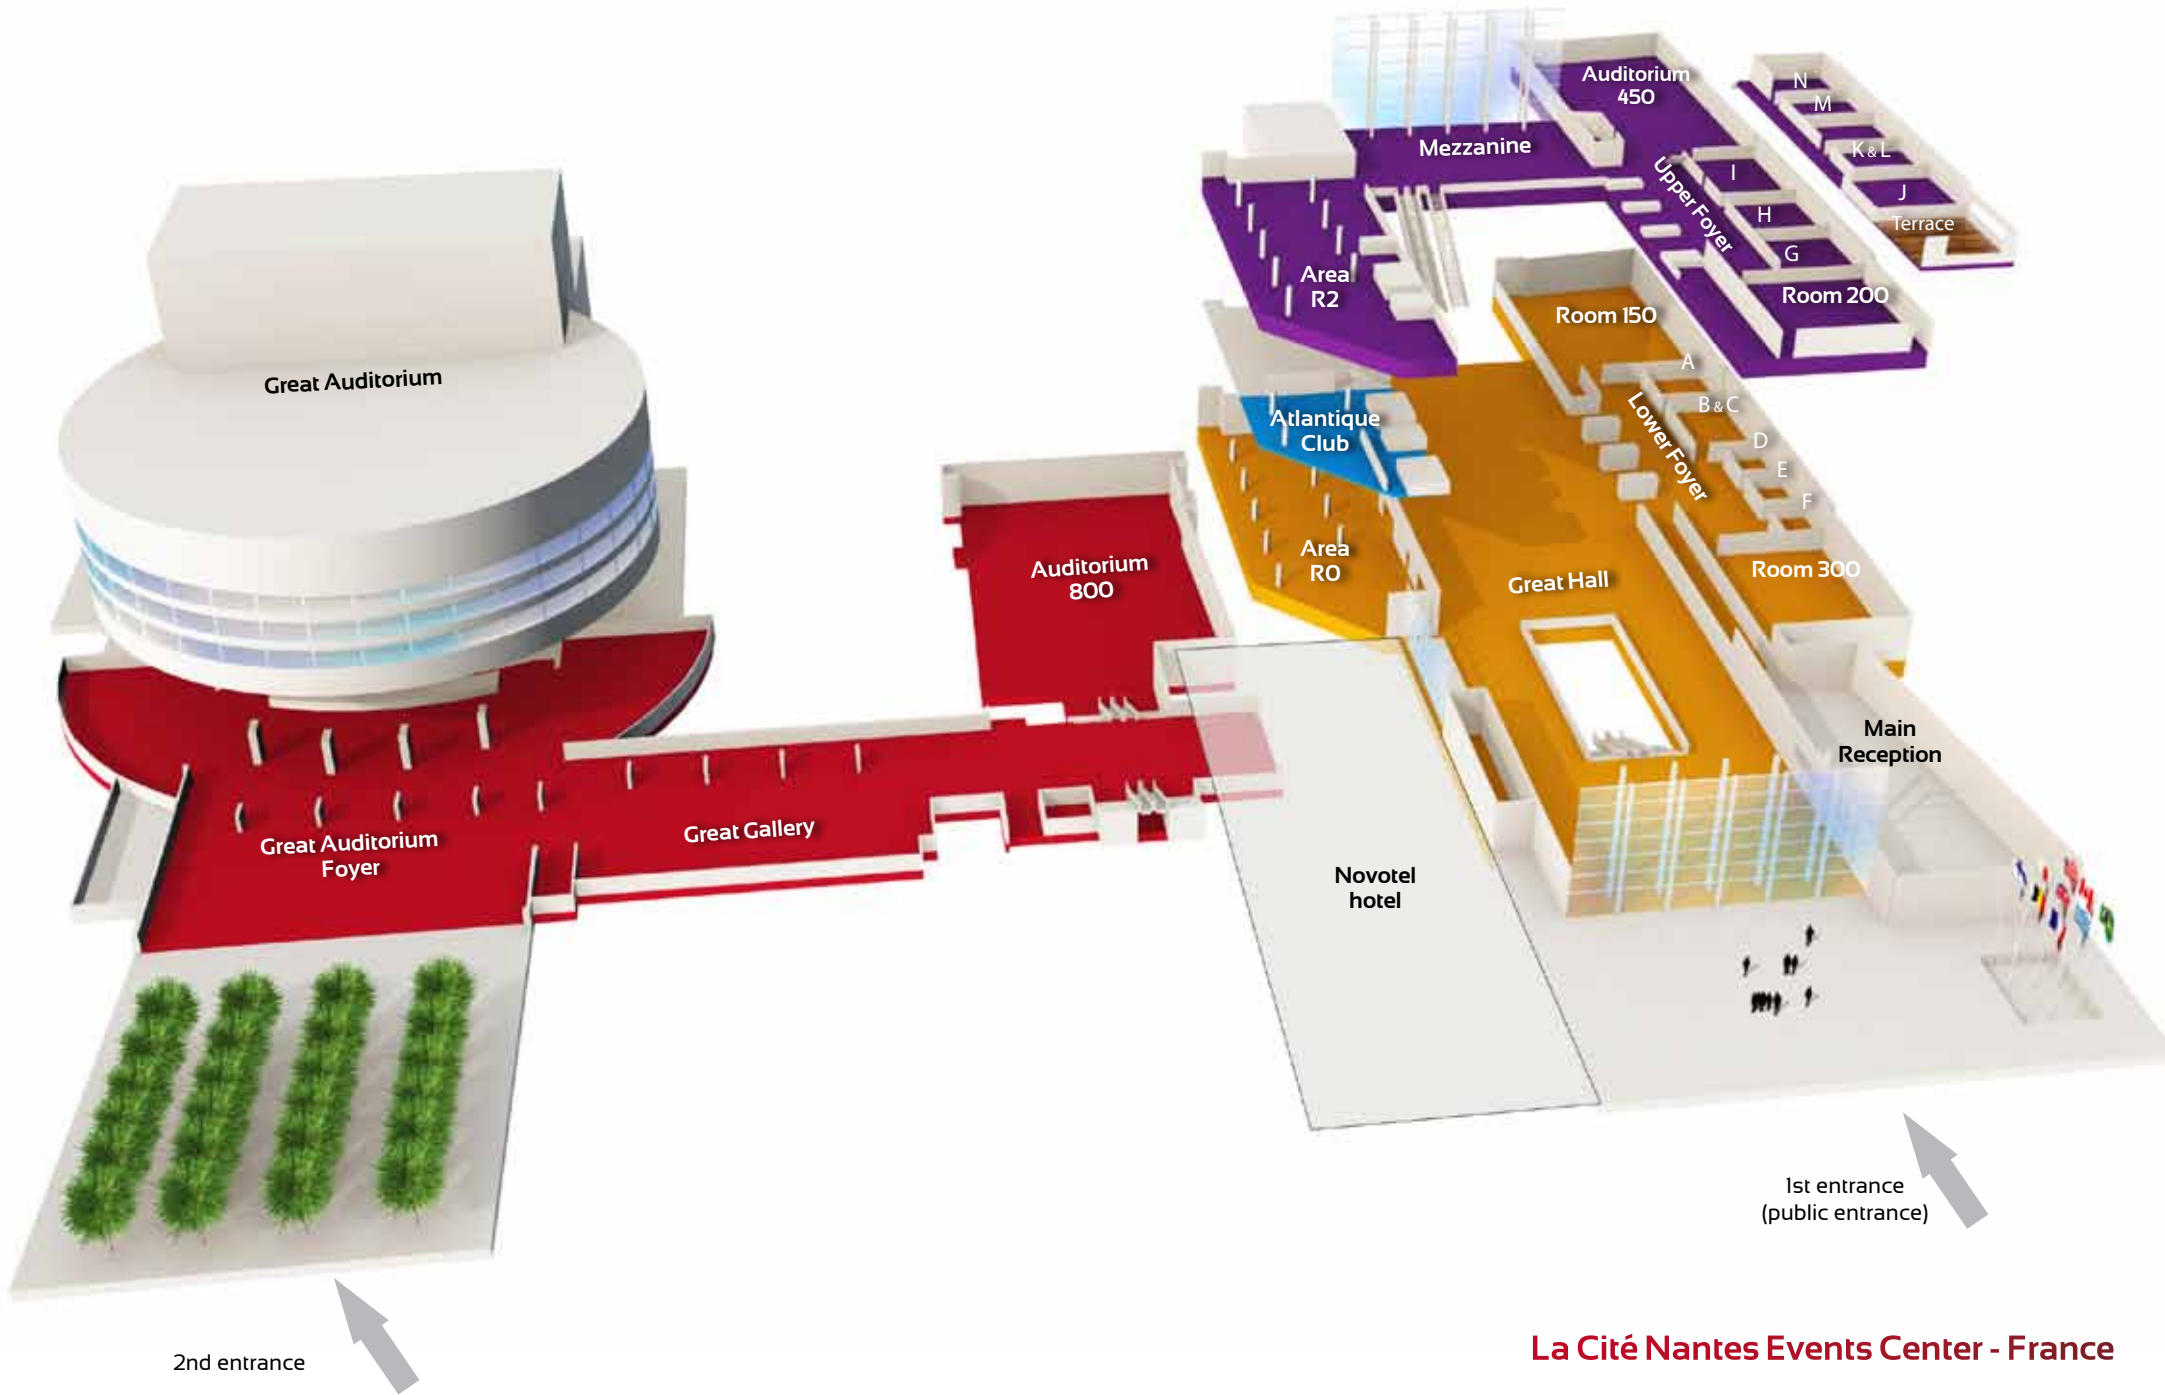 Auditorium
450
N
M
K & L
J
Terrace
Mezzanine
Upper Foyer
I
H
G
Room 200
Area
R2
Room 150
A
B & C
D
E
F
Lower Foyer
Room 300
Atlantique
Club
Area
R0
Great Hall
Great Auditorium
Auditorium
800
Main
Reception
Great Auditorium
Foyer
Great Gallery
Novotel
hotel
1st entrance
(public entrance)
2nd entrance
La Cité Nantes Events Center - France